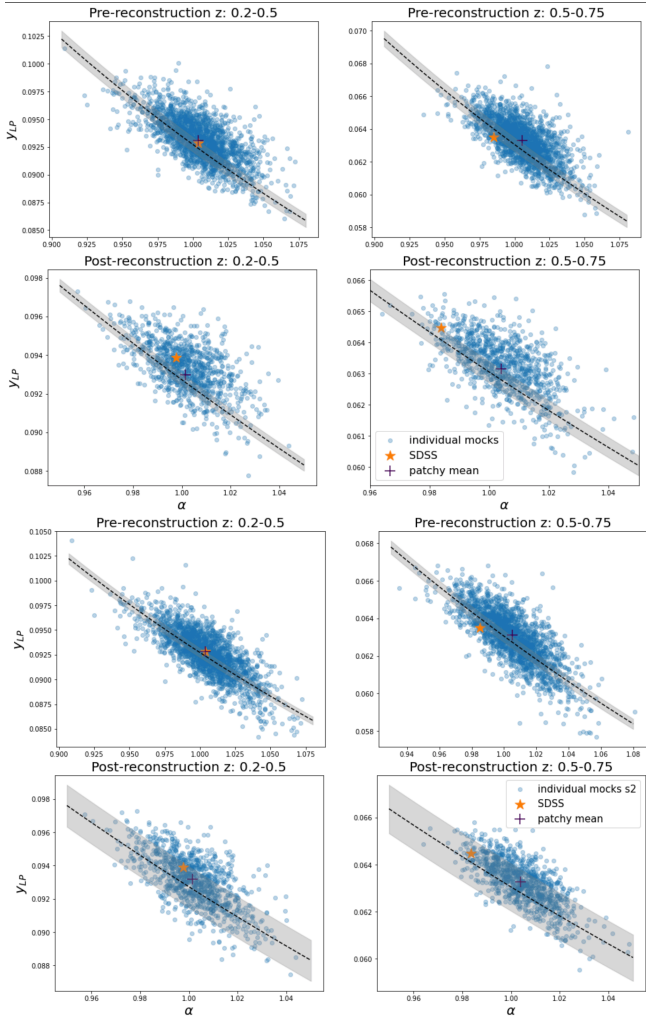 Pre-reconstruction z: 0.2-0.5
0.1025
0.1000
0.0975
0.0950
0.0925
0.0900
0.0875
0.0850
y_LP
0.900 0.925 0.950 0.975 1.000 1.025 1.050 1.075
Pre-reconstruction z: 0.5-0.75
0.070
0.068
0.066
0.064
0.062
0.060
0.058
0.900 0.925 0.950 0.975 1.000 1.025 1.050 1.075
Post-reconstruction z: 0.2-0.5
0.098
0.096
0.094
0.092
0.090
0.088
y_LP
0.96 0.98 1.00 1.02 1.04
α
Post-reconstruction z: 0.5-0.75
0.066
0.065
0.064
0.063
0.062
0.061
0.060
individual mocks
SDSS
patchy mean
0.96 0.98 1.00 1.02 1.04
α
Pre-reconstruction z: 0.2-0.5
0.1050
0.1025
0.1000
0.0975
0.0950
0.0925
0.0900
0.0875
0.0850
y_LP
0.900 0.925 0.950 0.975 1.000 1.025 1.050 1.075
Pre-reconstruction z: 0.5-0.75
0.068
0.066
0.064
0.062
0.060
0.058
0.94 0.96 0.98 1.00 1.02 1.04 1.06 1.08
Post-reconstruction z: 0.2-0.5
0.098
0.096
0.094
0.092
0.090
0.088
y_LP
0.96 0.98 1.00 1.02 1.04
α
Post-reconstruction z: 0.5-0.75
individual mocks s2
SDSS
patchy mean
0.066
0.064
0.062
0.060
0.96 0.98 1.00 1.02 1.04
α